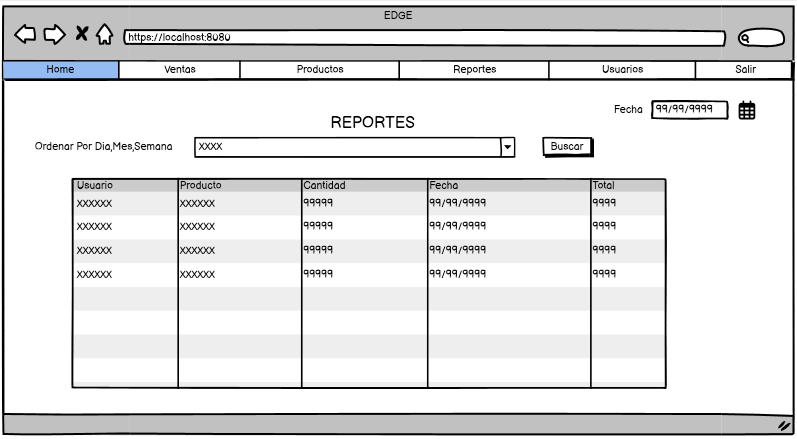 EDGE
https://localhost:8080
Home Ventas Productos Reportes Usuarios Salir
Fecha 99/99/9999
REPORTES
Ordenar Por Dia,Mes,Semana XXXX Buscar
Usuario Producto Cantidad Fecha Total
XXXXXX XXXXXX 99999 99/99/9999 9999
XXXXXX XXXXXX 99999 99/99/9999 9999
XXXXXX XXXXXX 99999 99/99/9999 9999
XXXXXX XXXXXX 99999 99/99/9999 9999